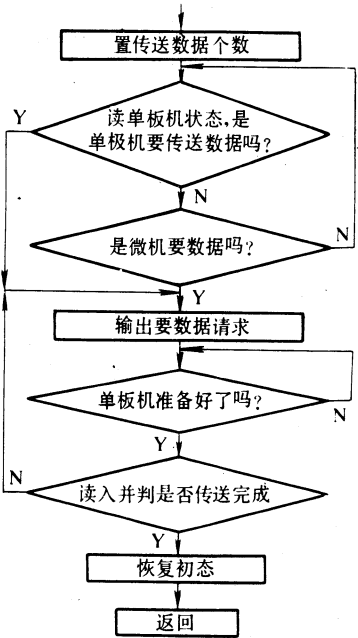 置传送数据个数
读单板机状态,是
单极机要传送数据吗?
Y
N
N
是微机要数据吗?
Y
输出要数据请求
单板机准备好了吗?
N
Y
N
读入并判是否传送完成
Y
恢复初态
返回